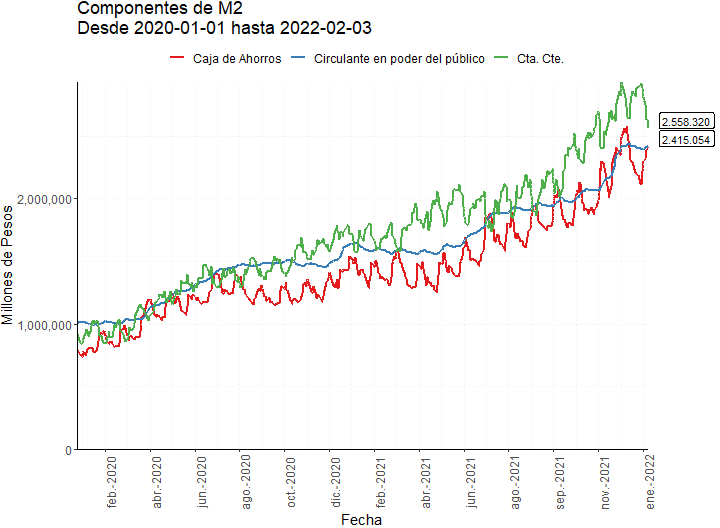 Componentes de M2
Desde 2020-01-01 hasta 2022-02-03
Caja de Ahorros Circulante en poder del público Cta. Cte.
2.558.320
2.415.054
2,000,000
1,000,000
0
Millones de Pesos
feb.-2020 abr.-2020 jun.-2020 ago.-2020 oct.-2020 dic.-2020 feb.-2021 abr.-2021 jun.-2021 ago.-2021 sep.-2021 nov.-2021 ene.-2022
Fecha